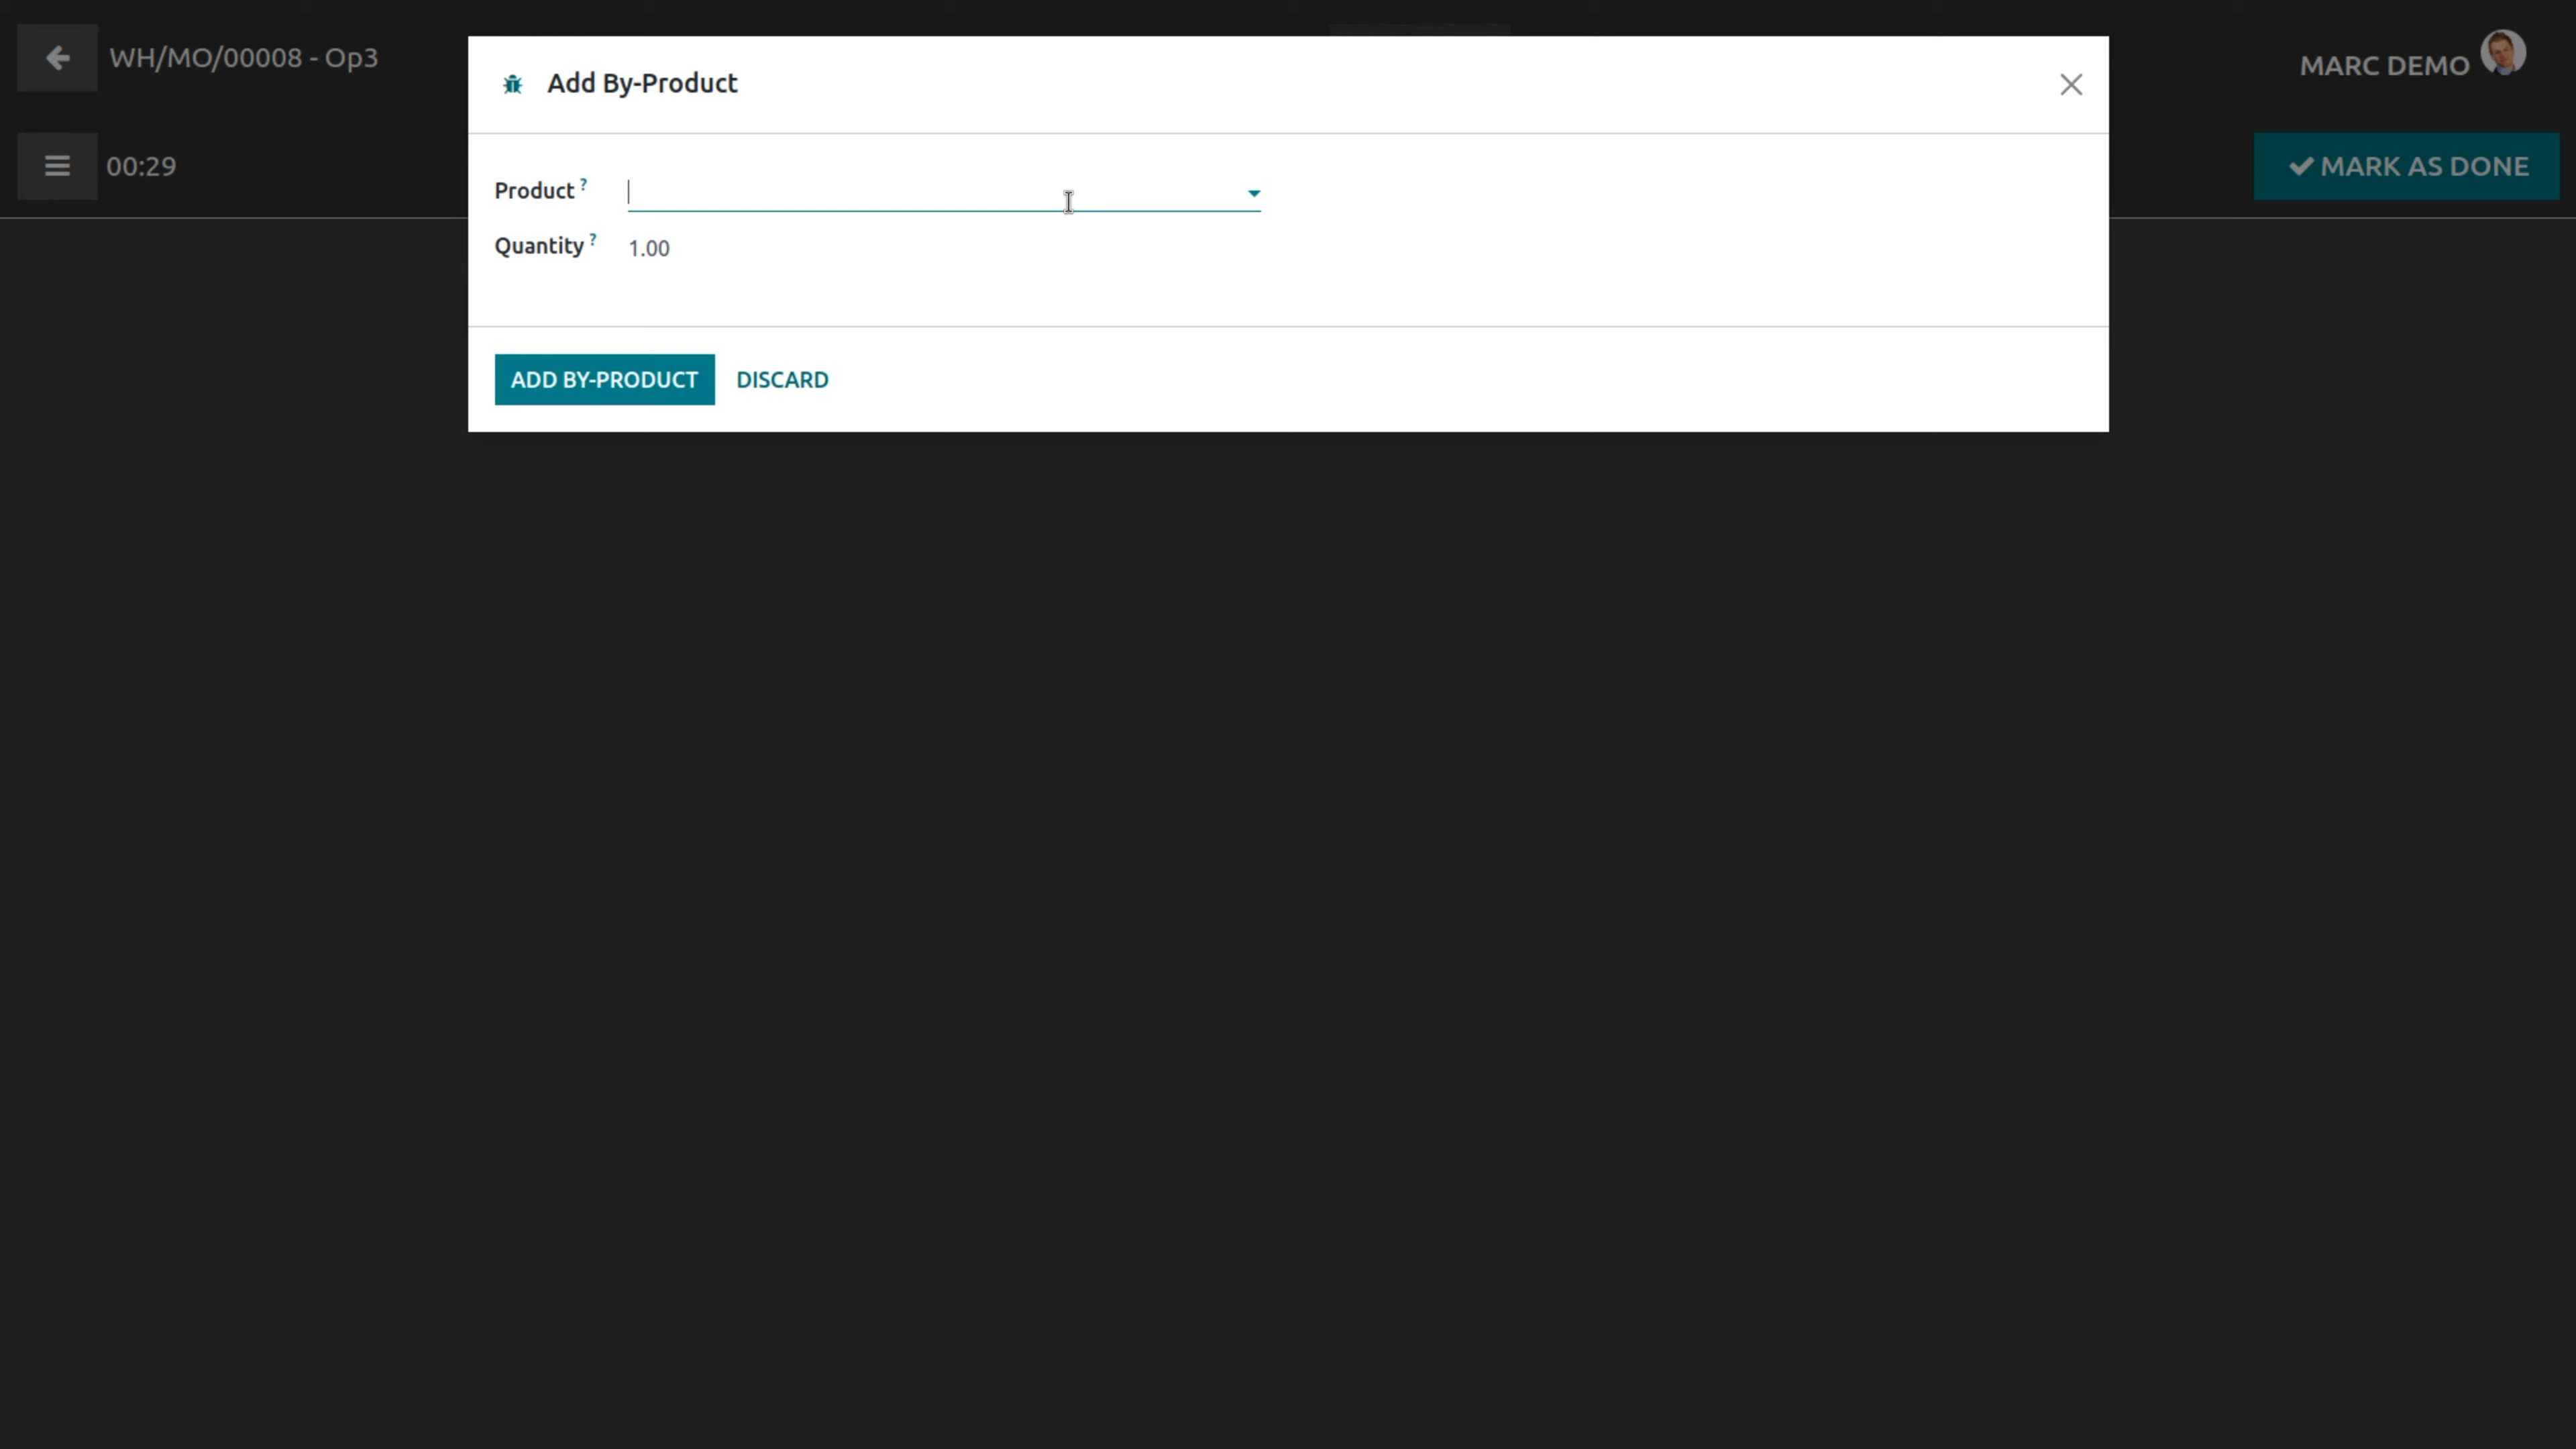 WH/MO/00008 - Op3
MARC DEMO
00:29
MARK AS DONE
Add By-Product
Product ?
Quantity ? 1.00
ADD BY-PRODUCT DISCARD